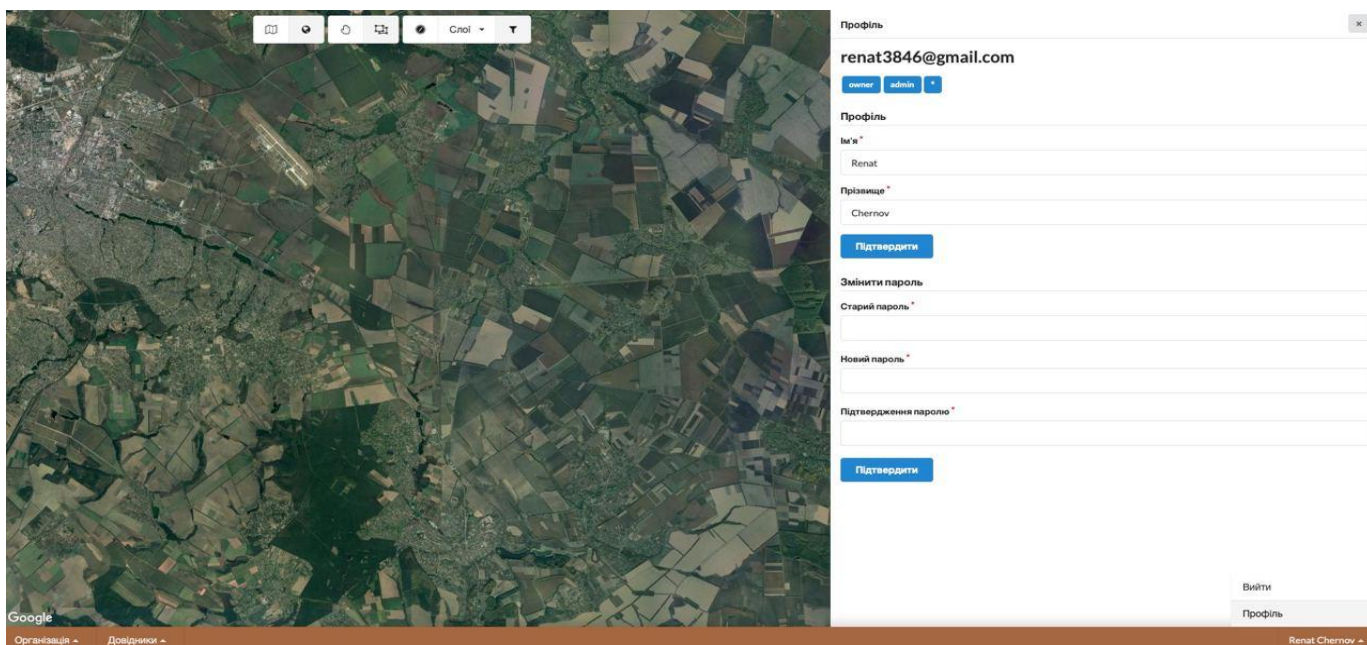 Слої
Профіль
×
renat3846@gmail.com
owner admin *
Профіль
Ім'я *
Renat
Прізвище *
Chernov
Підтвердити
Змінити пароль
Старий пароль *
Новий пароль *
Підтвердження паролю *
Підтвердити
Вийти
Профіль
Google
Організація Довідники Renat Chernov